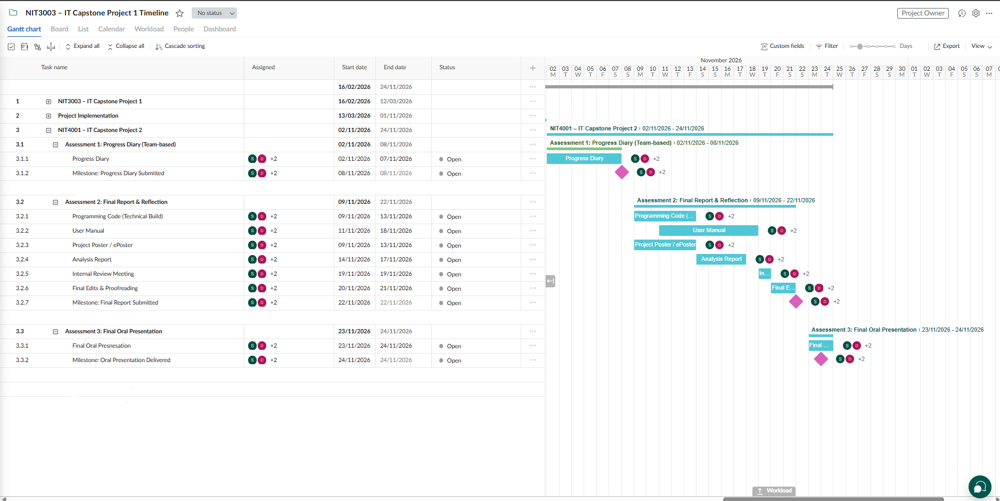 NIT3003 – IT Capstone Project 1 Timeline No status Project Owner
Gantt chart Board List Calendar Workload People Dashboard
Expand all Collapse all Cascade sorting Custom fields Filter Days Export View
Task name Assigned Start date End date Status
November 2026
02 03 04 05 06 07 08 09 10 11 12 13 14 15 16 17 18 19 20 21 22 23 24 25 26 27 28 29 30 01 02 03 04 05 06 07
M T W T F S S M T W T F S S M T W T F S S M T W T F S S M T W T F S S M
16/02/2026 24/11/2026
1 NIT3003 – IT Capstone Project 1 16/02/2026 12/03/2026
2 Project Implementation 13/03/2026 01/11/2026
3 NIT4001 – IT Capstone Project 2 02/11/2026 24/11/2026
NIT4001 – IT Capstone Project 2 02/11/2026 - 24/11/2026
3.1 Assessment 1: Progress Diary (Team-based) 02/11/2026 08/11/2026
Assessment 1: Progress Diary (Team-based) 02/11/2026 - 08/11/2026
3.1.1 Progress Diary S D +2 02/11/2026 07/11/2026 Open
Progress Diary S D +2
3.1.2 Milestone: Progress Diary Submitted S D +2 08/11/2026 08/11/2026 Open
S D +2
3.2 Assessment 2: Final Report & Reflection 09/11/2026 22/11/2026
Assessment 2: Final Report & Reflection 09/11/2026 - 22/11/2026
3.2.1 Programming Code (Technical Build) S D +2 09/11/2026 13/11/2026 Open
Programming Code (... S D +2
3.2.2 User Manual S D +2 11/11/2026 18/11/2026 Open
User Manual S D +2
3.2.3 Project Poster / ePoster S D +2 09/11/2026 13/11/2026 Open
Project Poster / ePoster S D +2
3.2.4 Analysis Report S D +2 14/11/2026 17/11/2026 Open
Analysis Report S D +2
3.2.5 Internal Review Meeting S D +2 19/11/2026 19/11/2026 Open
In... S D +2
3.2.6 Final Edits & Proofreading S D +2 20/11/2026 21/11/2026 Open
Final E... S D +2
3.2.7 Milestone: Final Report Submitted S D +2 22/11/2026 22/11/2026 Open
S D +2
3.3 Assessment 3: Final Oral Presentation 23/11/2026 24/11/2026
Assessment 3: Final Oral Presentation 23/11/2026 - 24/11/2026
3.3.1 Final Oral Presnesation S D +2 23/11/2026 24/11/2026 Open
Final ... S D +2
3.3.2 Milestone: Oral Presentation Delivered S D +2 24/11/2026 24/11/2026 Open
S D +2
Workload